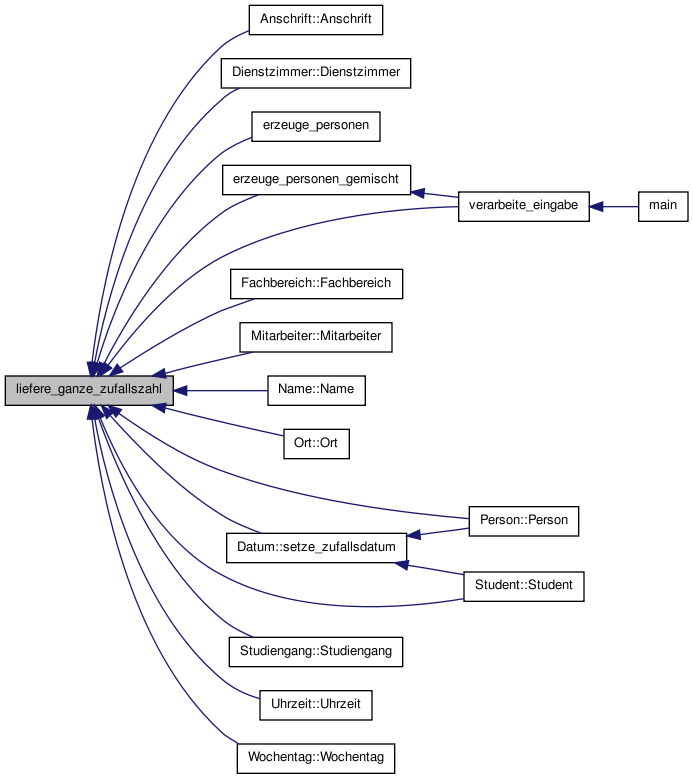 Anschrift::Anschrift
Dienstzimmer::Dienstzimmer
erzeuge_personen
erzeuge_personen_gemischt
verarbeite_eingabe
main
Fachbereich::Fachbereich
Mitarbeiter::Mitarbeiter
liefere_ganze_zufallszahl
Name::Name
Ort::Ort
Person::Person
Datum::setze_zufallsdatum
Student::Student
Studiengang::Studiengang
Uhrzeit::Uhrzeit
Wochentag::Wochentag